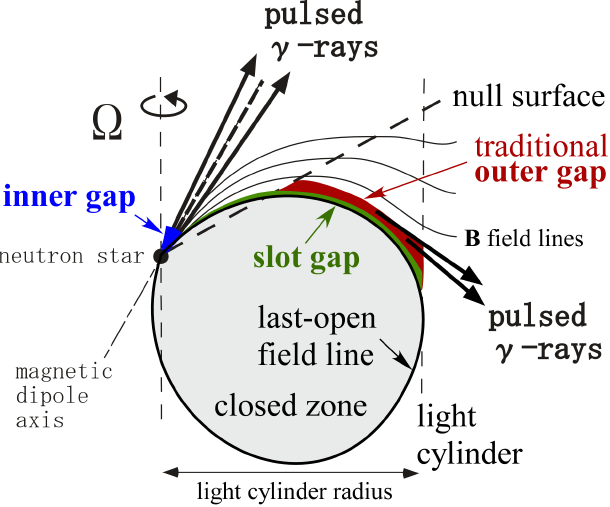 pulsed
γ-rays
null surface
Ω
traditional
outer gap
inner gap
B field lines
neutron star
slot gap
pulsed
γ-rays
last-open
field line
magnetic
dipole
axis
closed zone
light
cylinder
light cylinder radius